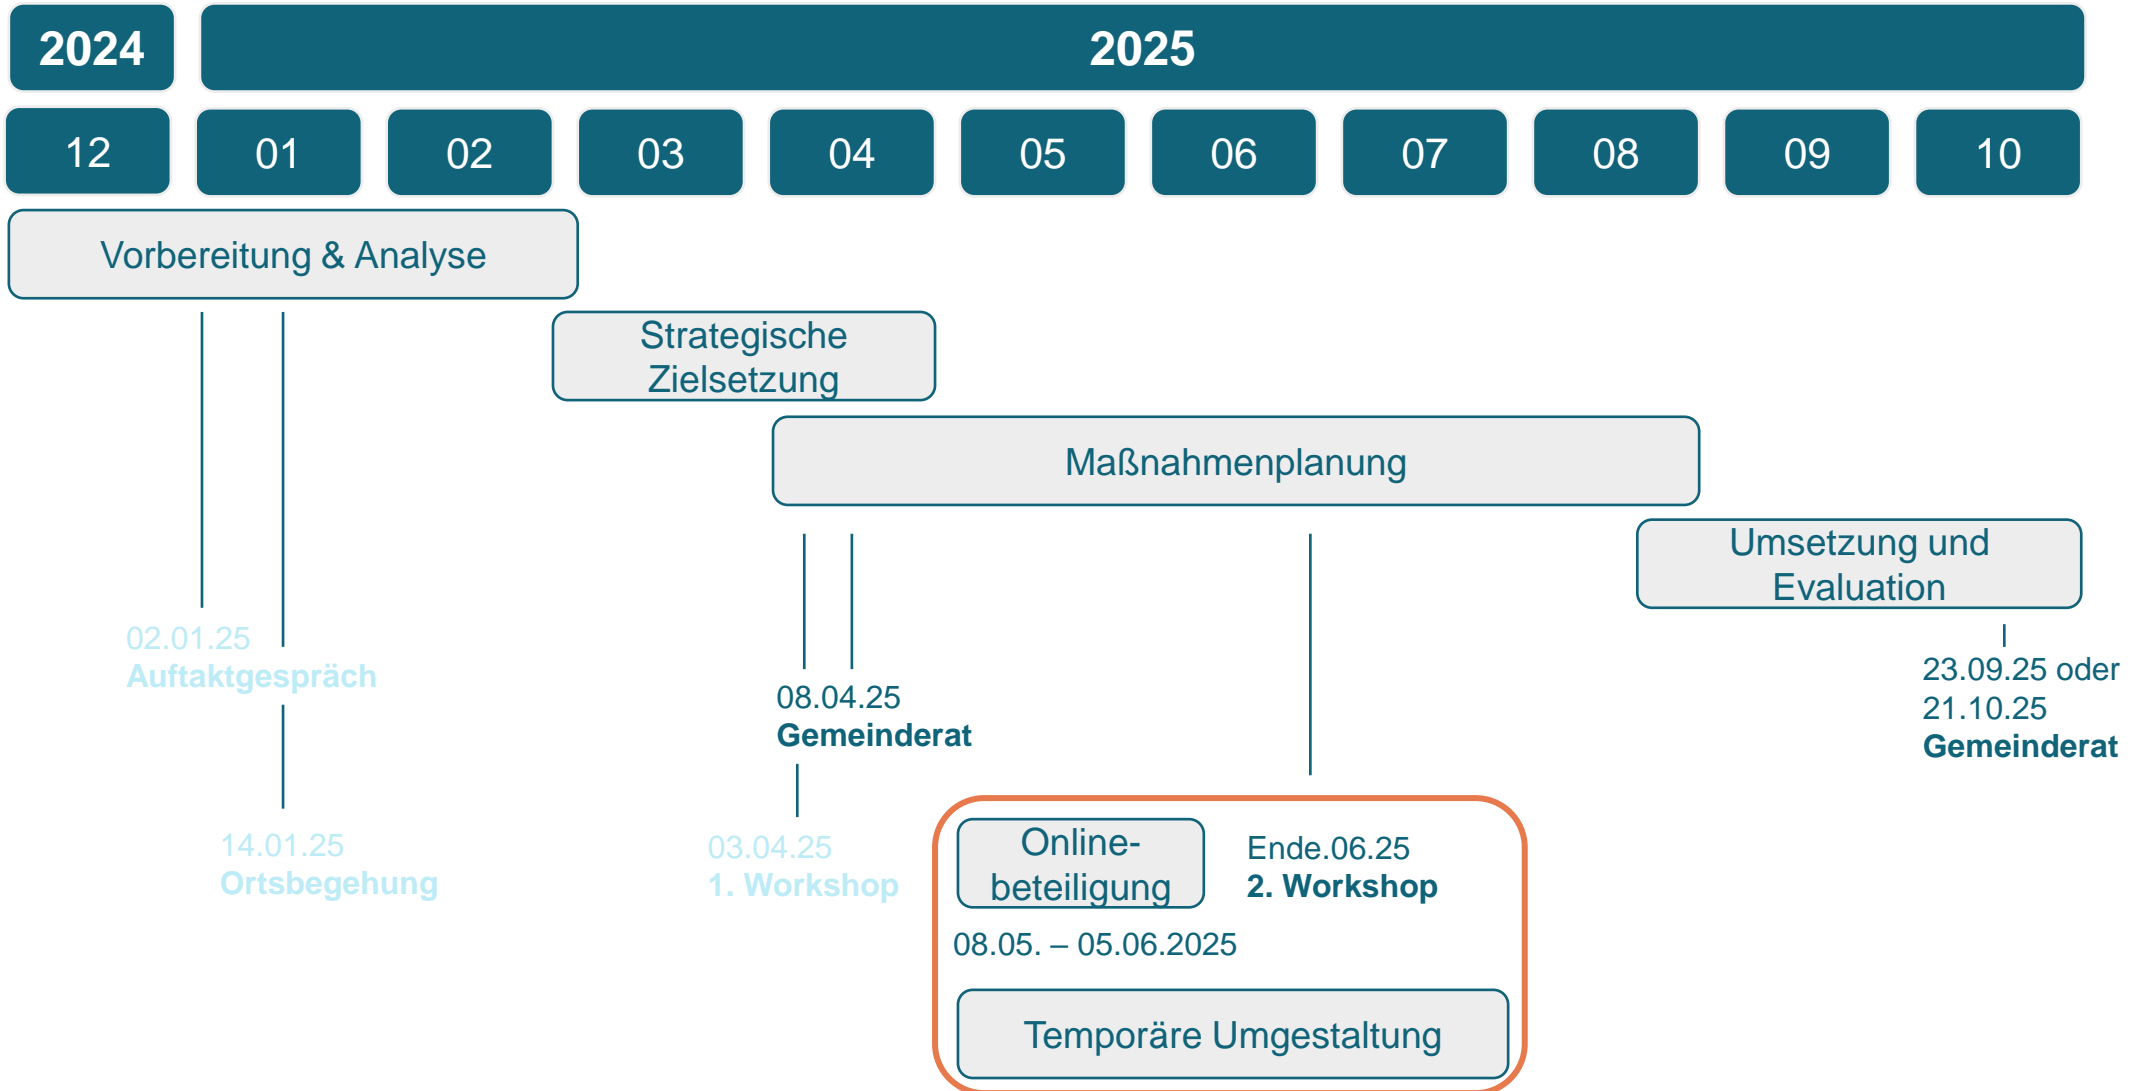 2024
2025
12
01
02
03
04
05
06
07
08
09
10
Vorbereitung & Analyse
Strategische
Zielsetzung
Maßnahmenplanung
Umsetzung und
Evaluation
02.01.25
Auftaktgespräch
14.01.25
Ortsbegehung
08.04.25
Gemeinderat
03.04.25
1. Workshop
23.09.25 oder
21.10.25
Gemeinderat
Online-
beteiligung
08.05. – 05.06.2025
Ende.06.25
2. Workshop
Temporäre Umgestaltung